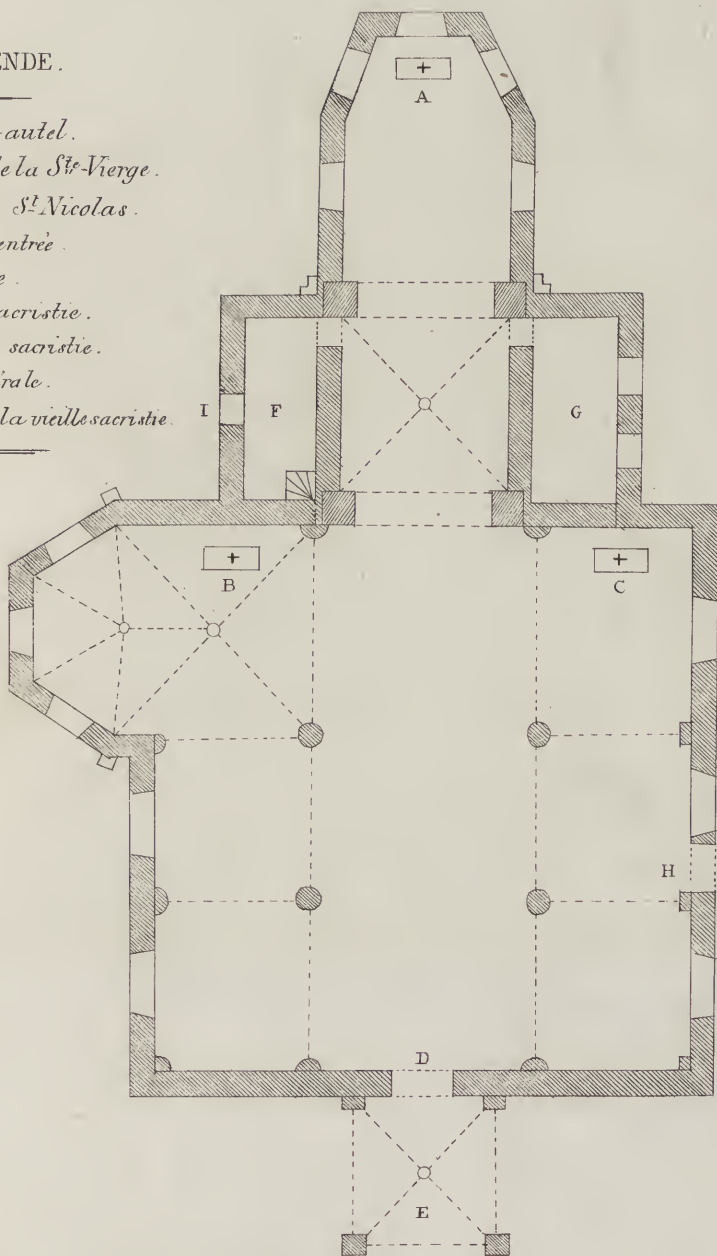 ENDE.
autel.
de la Ste-Vierge.
St Nicolas.
entrée.
e.
acristie.
sacristie.
rale.
la vieille sacristie.
A
I F G
B C
H
D
E